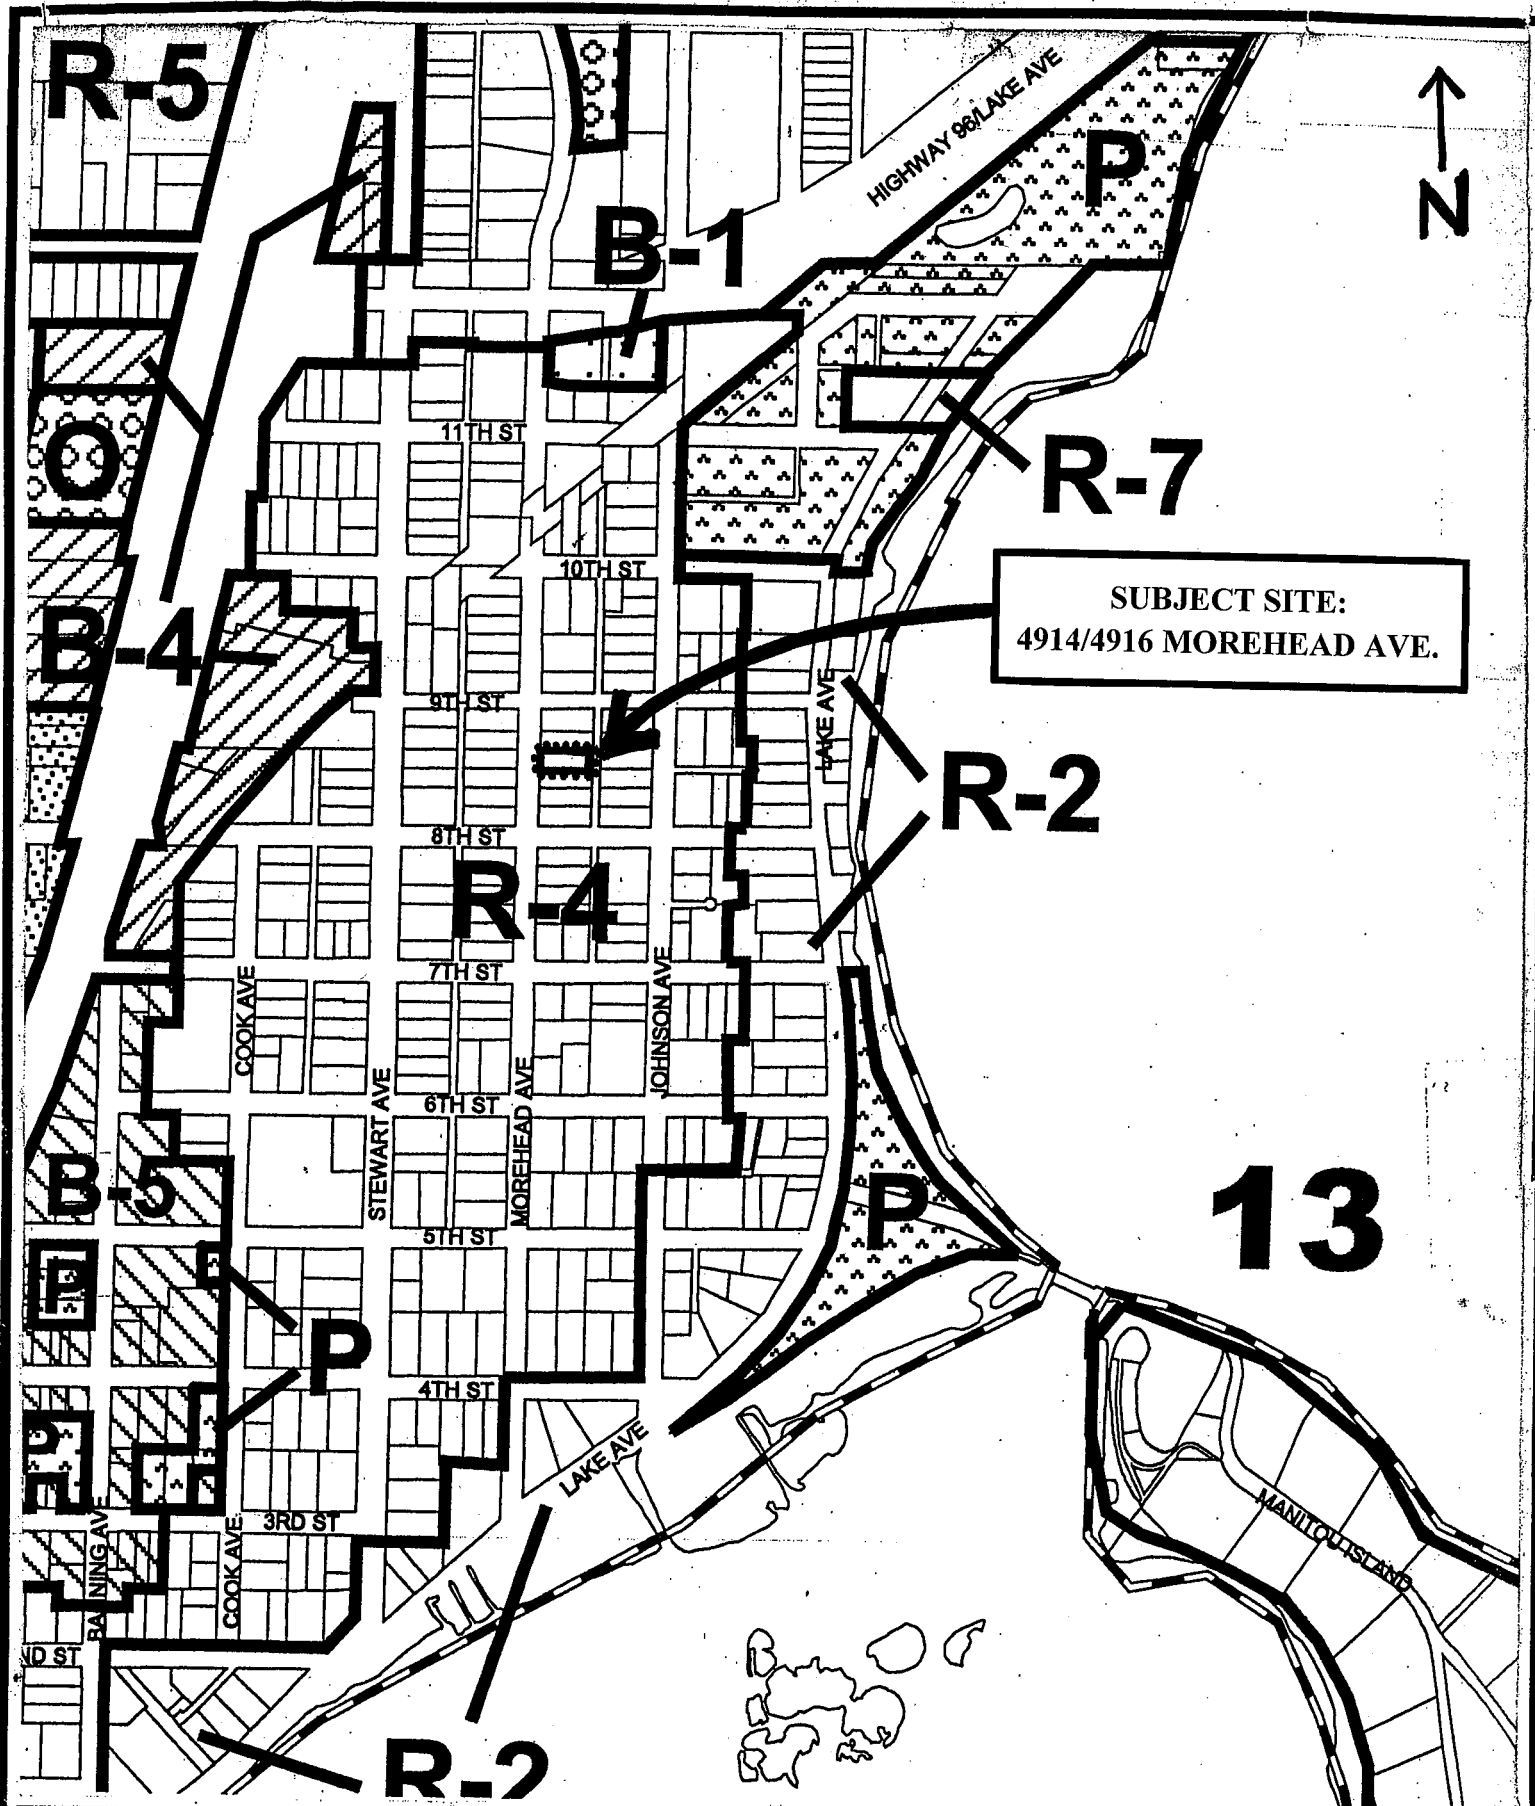 R-5
HIGHWAY 96/LAKE AVE
P
N
B-1
O
11TH ST
R-7
10TH ST
SUBJECT SITE:
4914/4916 MOREHEAD AVE.
B-4
9TH ST
LAKE AVE
R-2
8TH ST
R-4
7TH ST
COOK AVE
JOHNSON AVE
STEWART AVE
6TH ST
MOREHEAD AVE
B-5
P
13
5TH ST
P
P
4TH ST
P
LAKE AVE
3RD ST
MANITOU ISLAND
BANNING AVE
COOK AVE
ND ST
R-2